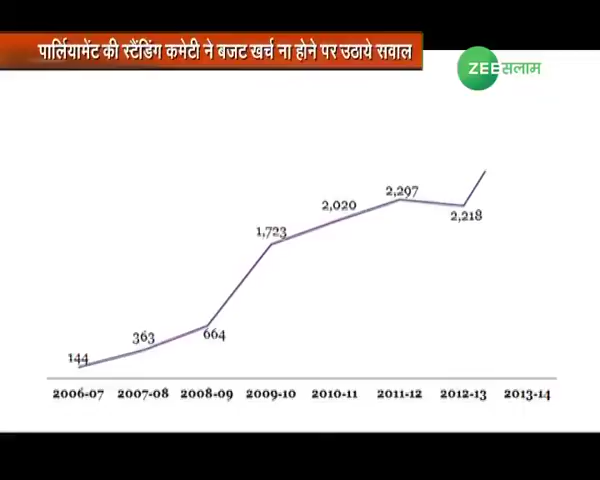 पार्लियामेंट की स्टैंडिंग कमेटी ने बजट खर्च ना होने पर उठाये सवाल
ZEE सलाम
2,297
2,020
2,218
1,723
363
664
144
2006-07 2007-08 2008-09 2009-10 2010-11 2011-12 2012-13 2013-14